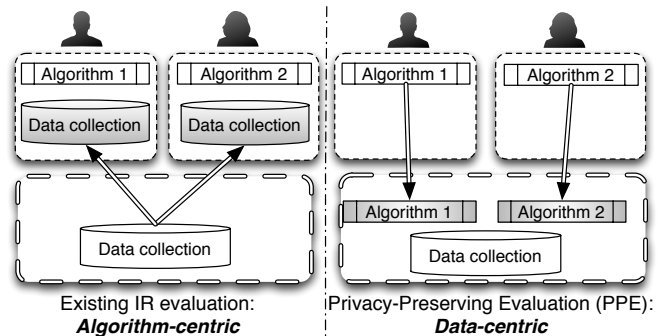 Algorithm 1
Algorithm 2
Data collection
Data collection
Data collection
Existing IR evaluation:
Algorithm-centric
Algorithm 1
Algorithm 2
Algorithm 1
Algorithm 2
Data collection
Privacy-Preserving Evaluation (PPE):
Data-centric